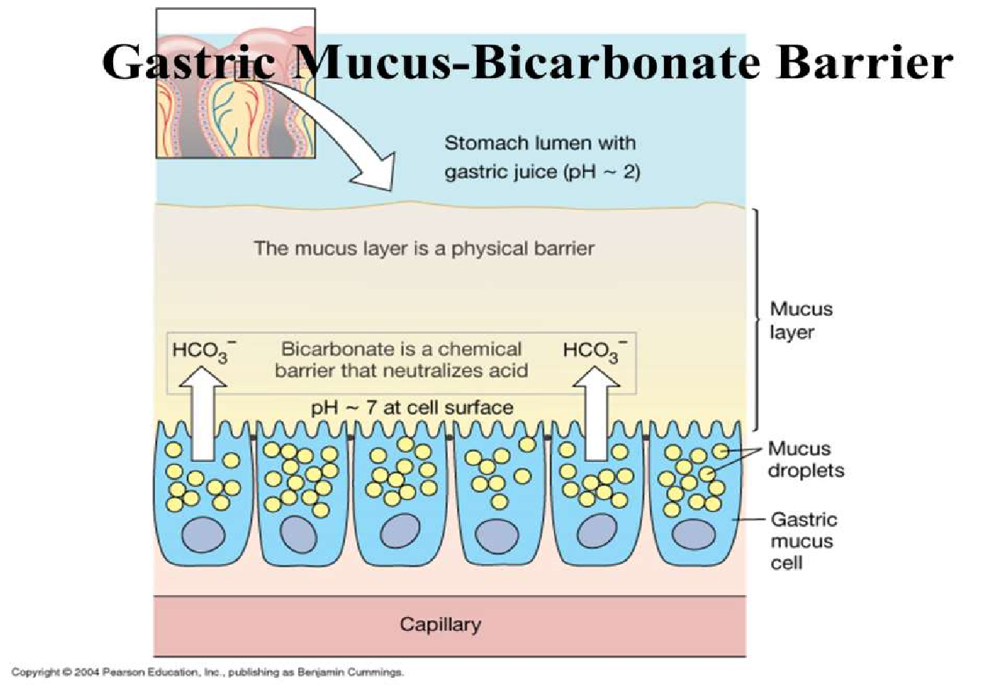 Gastric Mucus-Bicarbonate Barrier
Stomach lumen with
gastric juice (pH ~ 2)
The mucus layer is a physical barrier
Mucus
layer
HCO₃⁻
Bicarbonate is a chemical
barrier that neutralizes acid
HCO₃⁻
pH ~ 7 at cell surface
Mucus
droplets
Gastric
mucus
cell
Capillary
Copyright © 2004 Pearson Education, Inc., publishing as Benjamin Cummings.